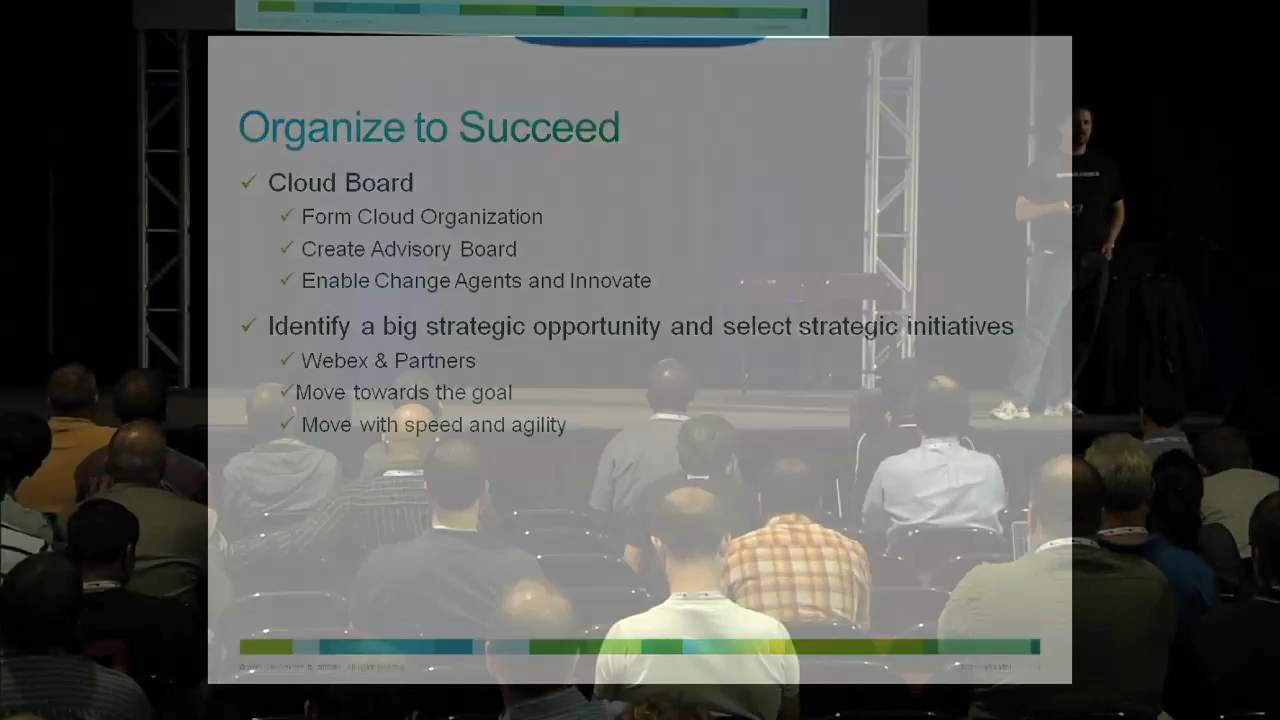 Organize to Succeed
Cloud Board
Form Cloud Organization
Create Advisory Board
Enable Change Agents and Innovate
Identify a big strategic opportunity and select strategic initiatives
Webex & Partners
Move towards the goal
Move with speed and agility